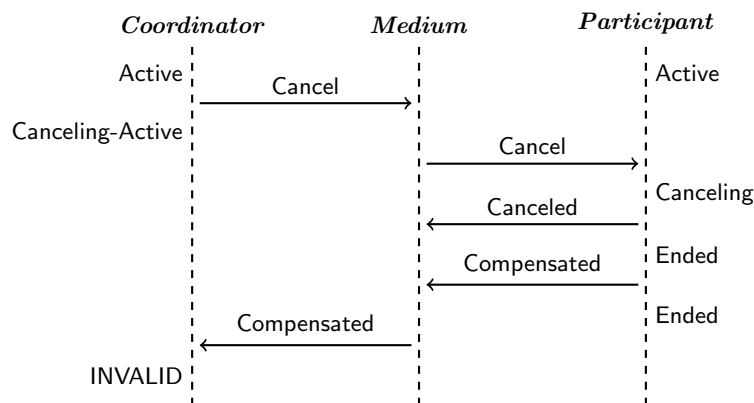 Coordinator Medium Participant
Active Active
Cancel
Canceling-Active
Cancel
Canceling
Canceled
Ended
Compensated
Ended
Compensated
INVALID